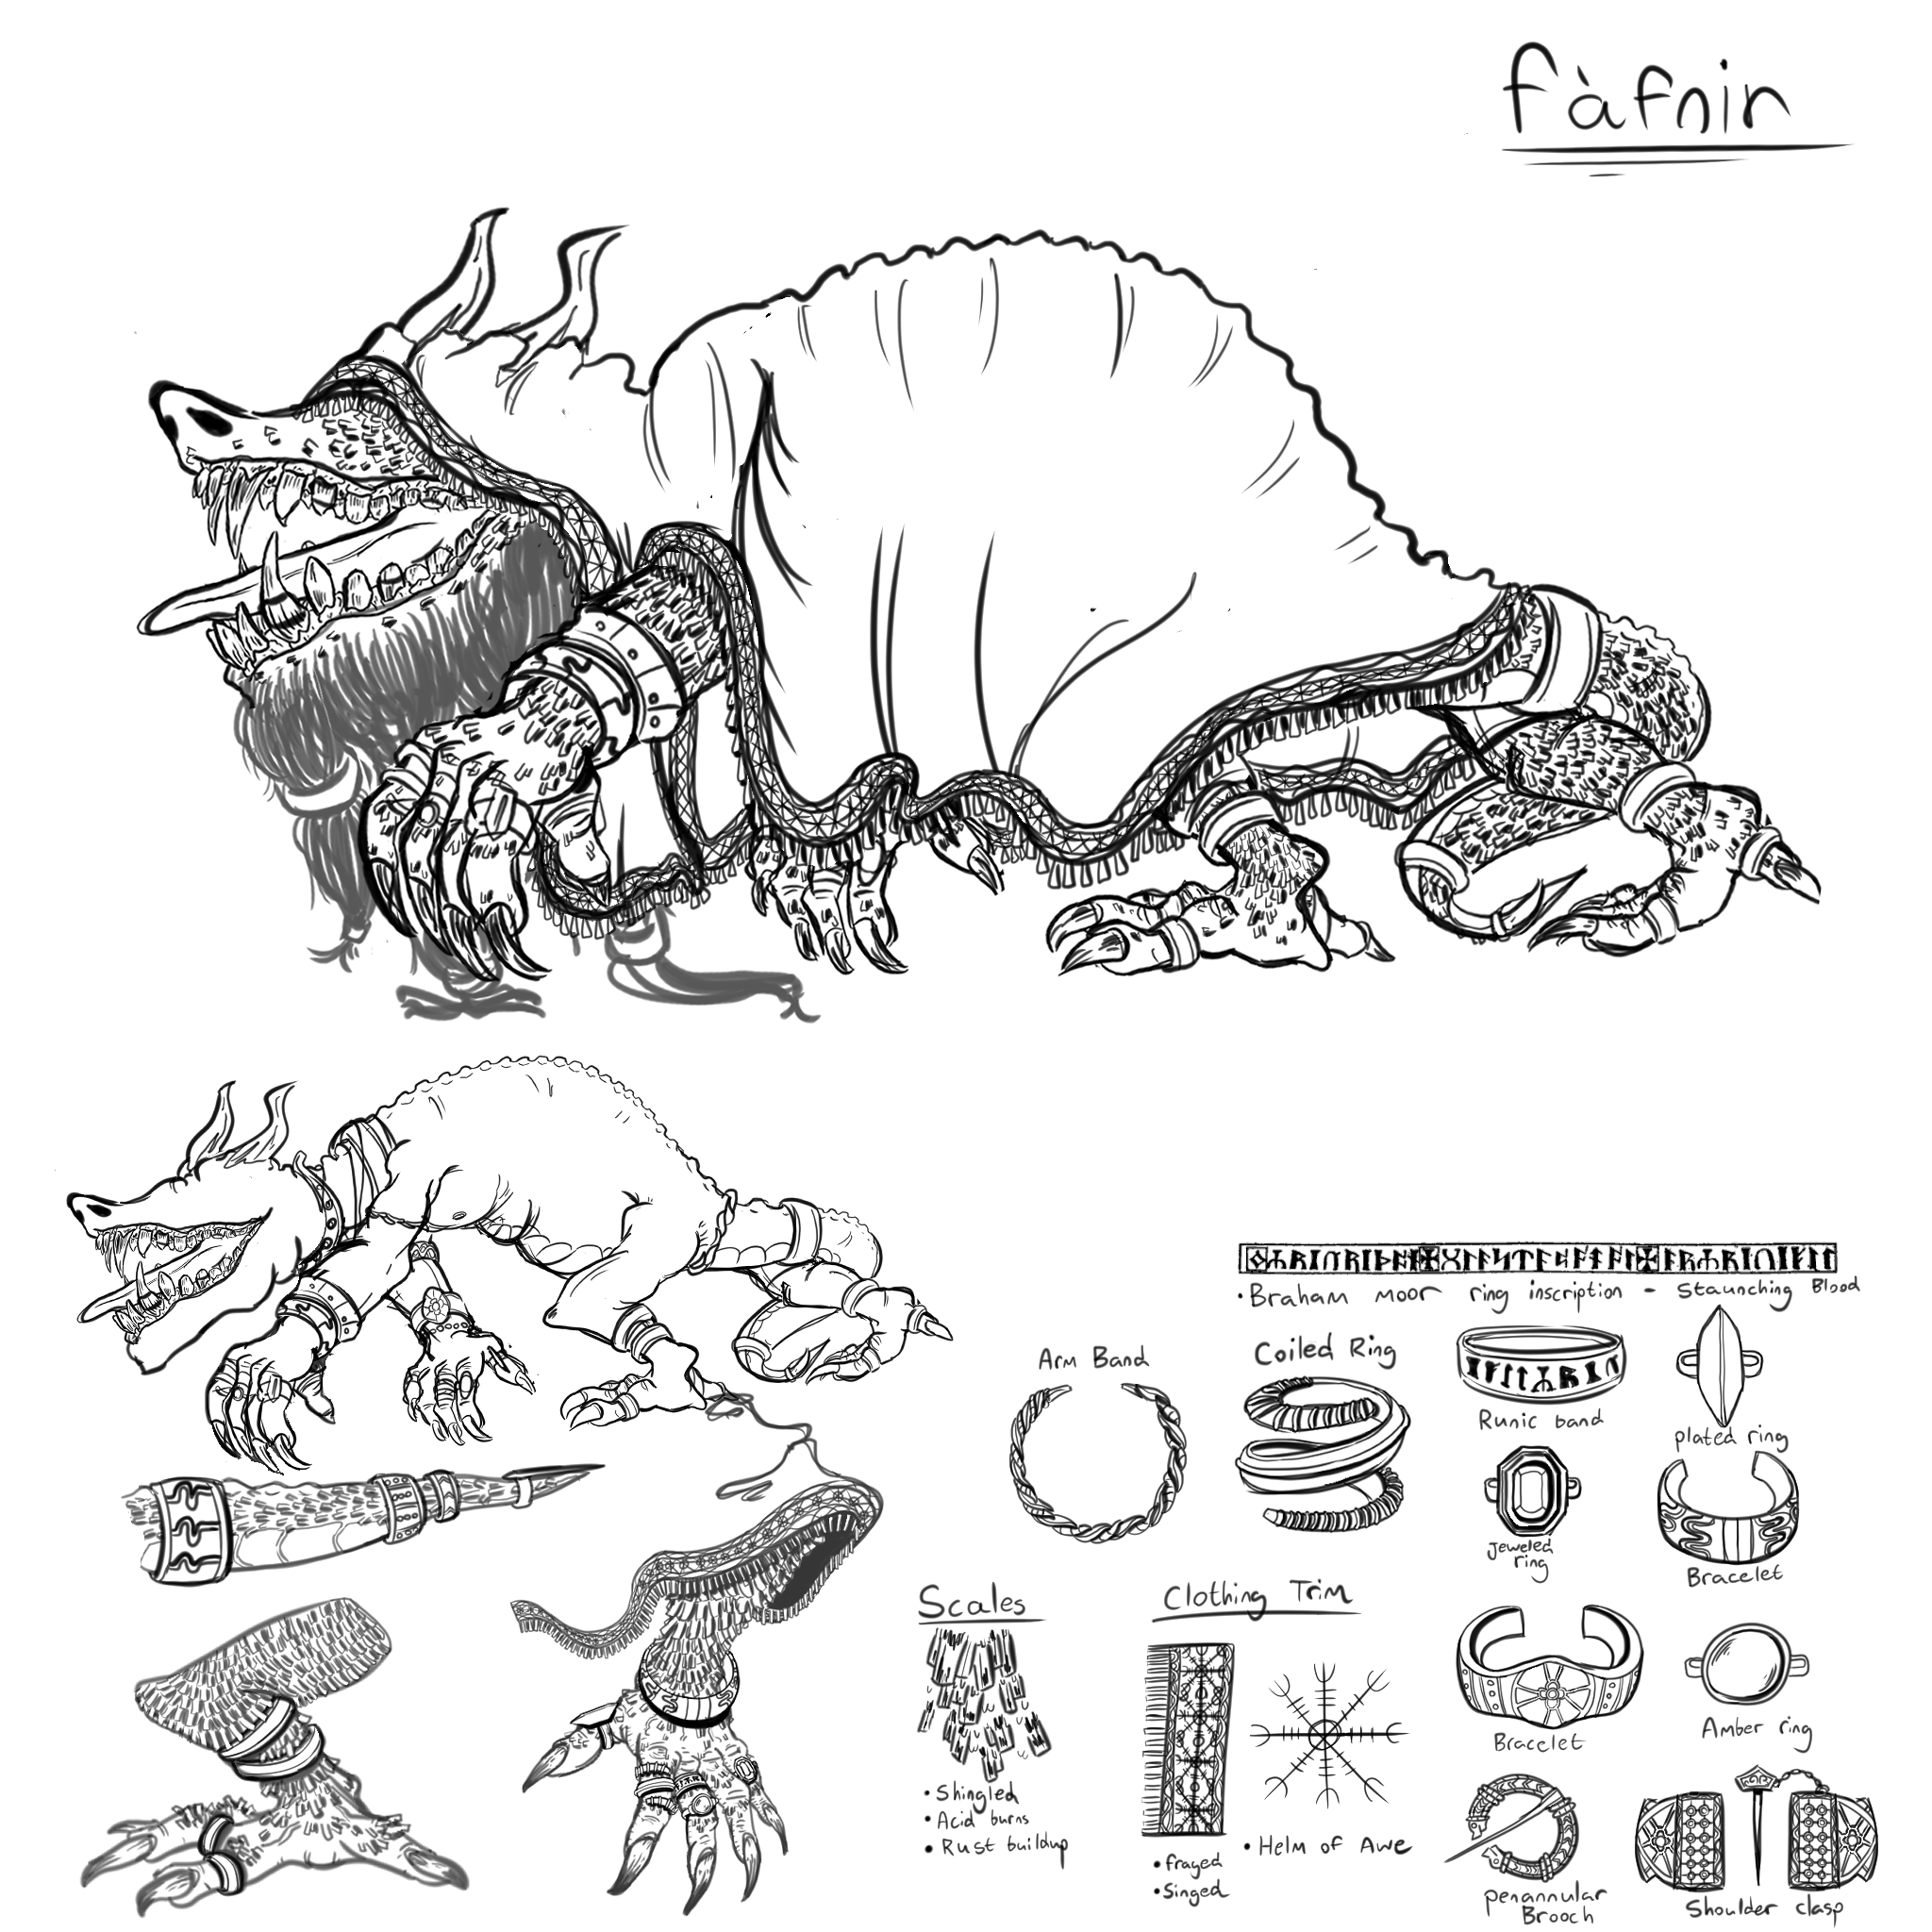 fàfnir
• Braham moor ring inscription - Staunching Blood
Arm Band
Coiled Ring
Runic band
plated ring
Jeweled
ring
Bracelet
Scales
• Shingled
• Acid burns
• Rust buildup
Clothing Trim
• frayed
• Singed
• Helm of Awe
Bracelet
Amber ring
penannular
Brooch
Shoulder clasp